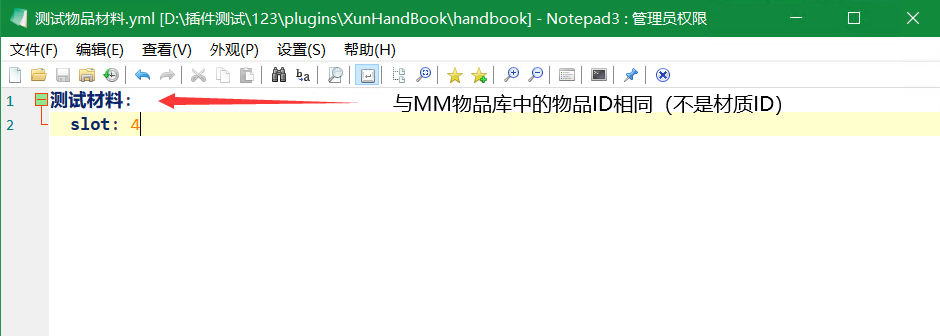 测试物品材料.yml [D:\插件测试\123\plugins\XunHandBook\handbook] - Notepad3 : 管理员权限
文件(F) 编辑(E) 查看(V) 外观(P) 设置(S) 帮助(H)
1 测试材料: 与MM物品库中的物品ID相同（不是材质ID）
2 slot: 4